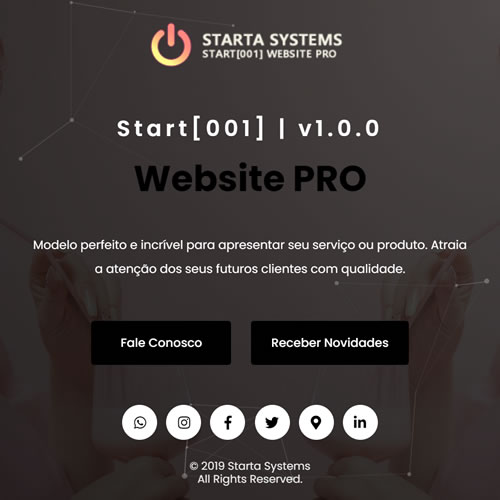 STARTA SYSTEMS
START[001] WEBSITE PRO
Start[001] | v1.0.0
Website PRO
Modelo perfeito e incrível para apresentar seu serviço ou produto. Atraia
a atenção dos seus futuros clientes com qualidade.
Fale Conosco Receber Novidades
© 2019 Starta Systems
All Rights Reserved.